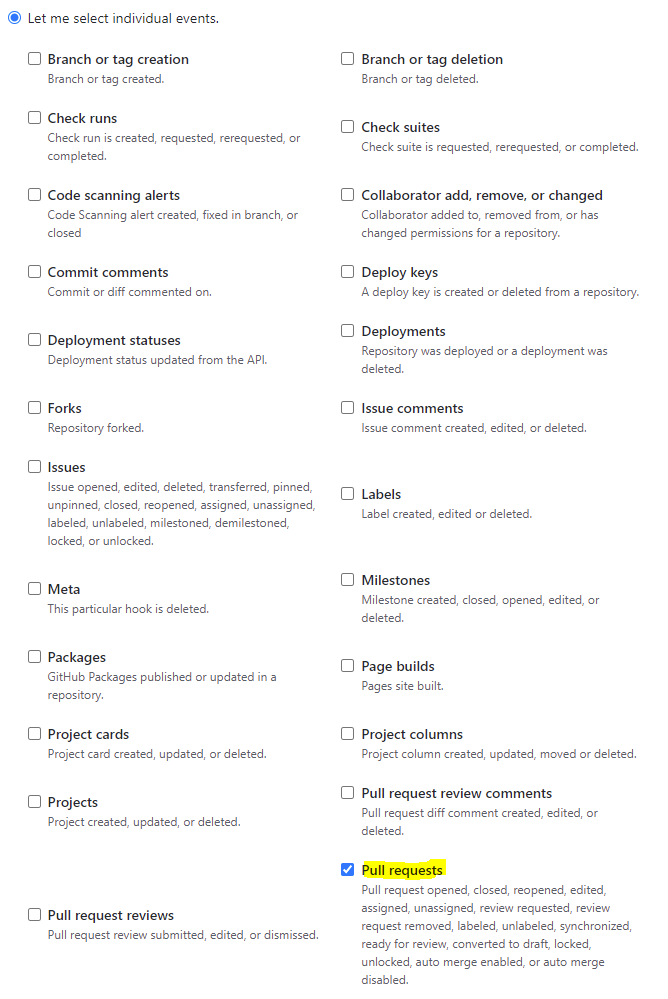 Let me select individual events.
Branch or tag creation
Branch or tag created.
Branch or tag deletion
Branch or tag deleted.
Check runs
Check run is created, requested, rerequested, or
completed.
Check suites
Check suite is requested, rerequested, or completed.
Code scanning alerts
Code Scanning alert created, fixed in branch, or
closed
Collaborator add, remove, or changed
Collaborator added to, removed from, or has
changed permissions for a repository.
Commit comments
Commit or diff commented on.
Deploy keys
A deploy key is created or deleted from a repository.
Deployment statuses
Deployment status updated from the API.
Deployments
Repository was deployed or a deployment was
deleted.
Forks
Repository forked.
Issue comments
Issue comment created, edited, or deleted.
Issues
Issue opened, edited, deleted, transferred, pinned,
unpinned, closed, reopened, assigned, unassigned,
labeled, unlabeled, milestoned, demilestoned,
locked, or unlocked.
Labels
Label created, edited or deleted.
Meta
This particular hook is deleted.
Milestones
Milestone created, closed, opened, edited, or
deleted.
Packages
GitHub Packages published or updated in a
repository.
Page builds
Pages site built.
Project cards
Project card created, updated, or deleted.
Project columns
Project column created, updated, moved or deleted.
Projects
Project created, updated, or deleted.
Pull request review comments
Pull request diff comment created, edited, or
deleted.
Pull request reviews
Pull request review submitted, edited, or dismissed.
Pull requests
Pull request opened, closed, reopened, edited,
assigned, unassigned, review requested, review
request removed, labeled, unlabeled, synchronized,
ready for review, converted to draft, locked,
unlocked, auto merge enabled, or auto merge
disabled.